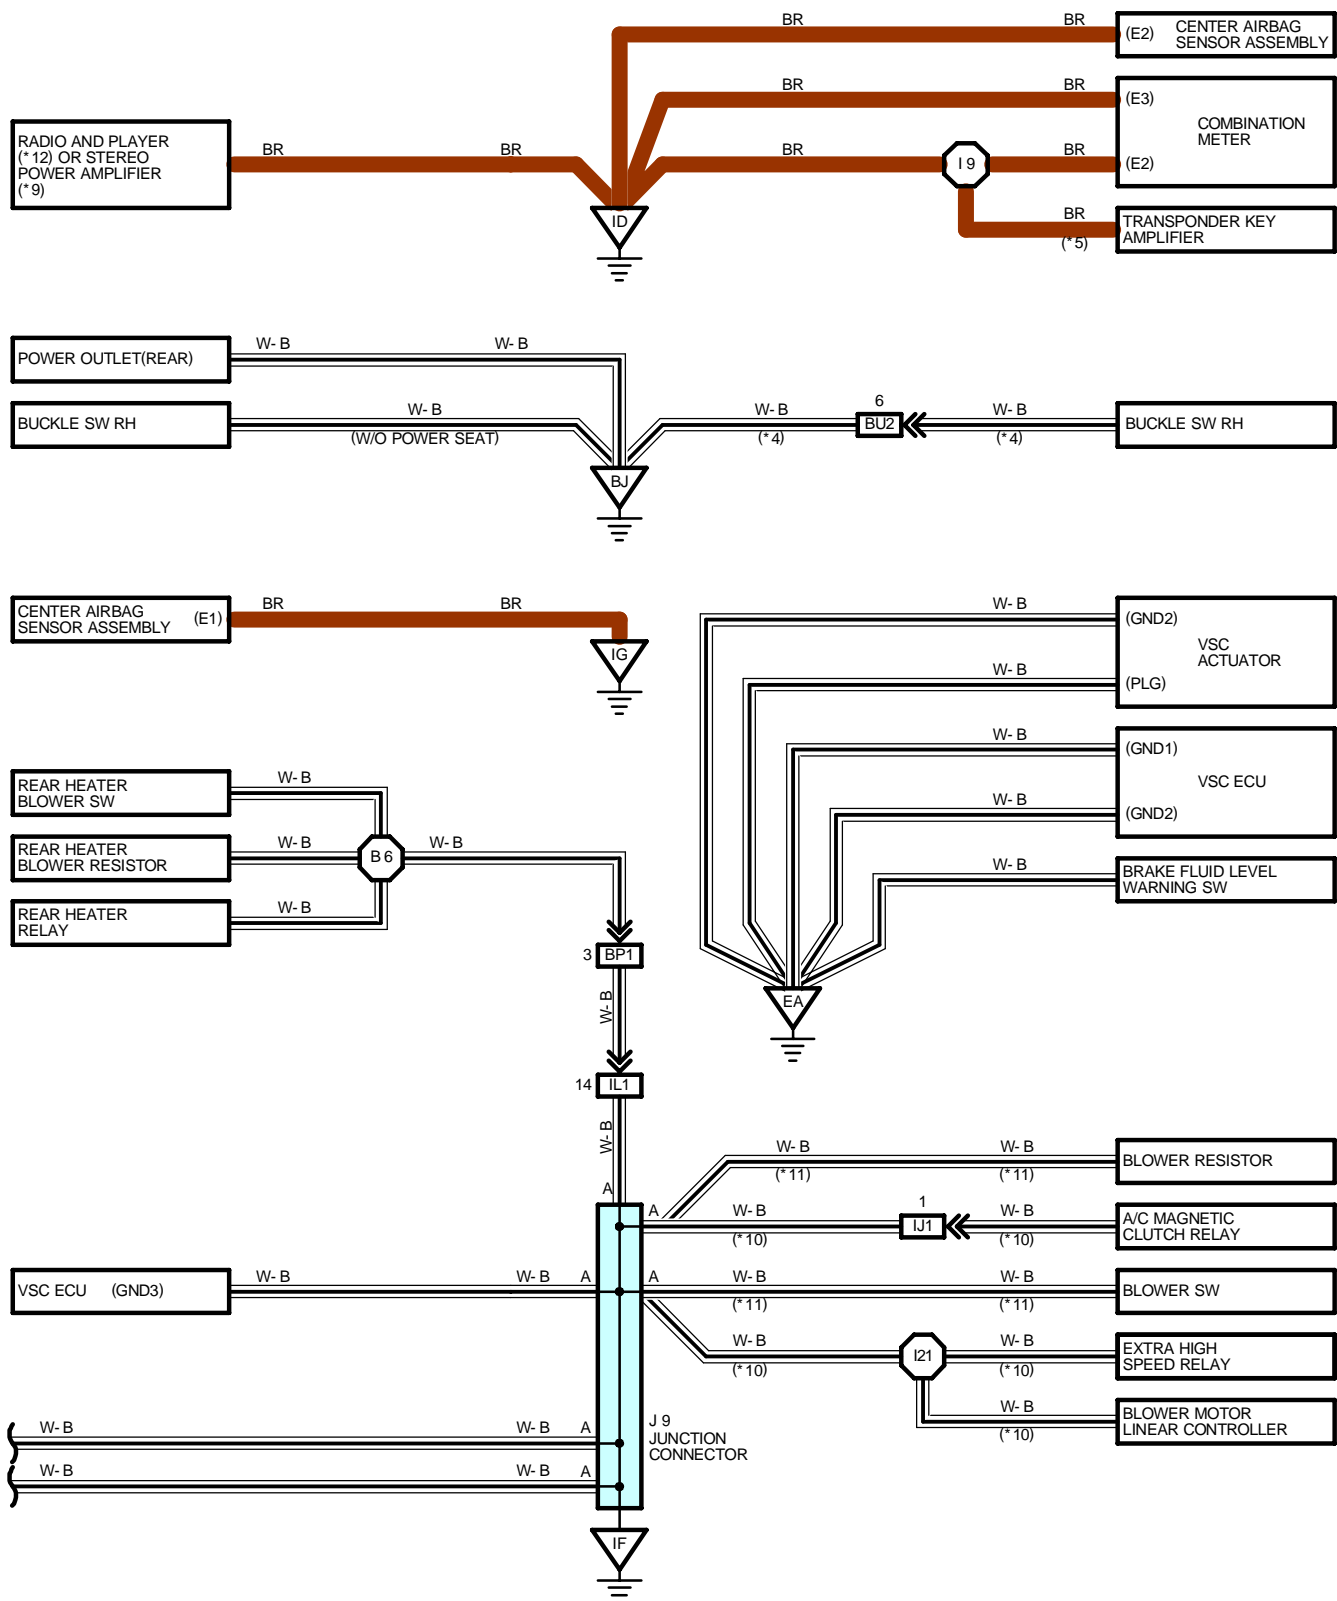 BR BR
(E2) CENTER AIRBAG
SENSOR ASSEMBLY
BR BR
(E3)
COMBINATION
METER
RADIO AND PLAYER
(*12) OR STEREO
POWER AMPLIFIER
(*9)
BR BR
BR
I 9
BR
(E2)
BR
(*5)
TRANSPONDER KEY
AMPLIFIER
ID
POWER OUTLET(REAR)
W-B W-B
BUCKLE SW RH
W-B
(W/O POWER SEAT)
W-B
(*4)
6
BU2
W-B
(*4)
BUCKLE SW RH
BJ
CENTER AIRBAG
SENSOR ASSEMBLY
(E1)
BR BR
IG
W-B
(GND2)
VSC
ACTUATOR
W-B
(PLG)
W-B
(GND1)
VSC ECU
W-B
(GND2)
W-B
BRAKE FLUID LEVEL
WARNING SW
EA
REAR HEATER
BLOWER SW
W-B
REAR HEATER
BLOWER RESISTOR
W-B
B 6
W-B
REAR HEATER
RELAY
W-B
3 BP1
W-B
14 IL1
W-B
A
A
W-B
(*11)
W-B
(*11)
BLOWER RESISTOR
W-B
(*10)
1
IJ1
W-B
(*10)
A/C MAGNETIC
CLUTCH RELAY
VSC ECU (GND3)
W-B W-B A
A
W-B
(*11)
W-B
(*11)
BLOWER SW
W-B
(*10)
I21
W-B
(*10)
EXTRA HIGH
SPEED RELAY
W-B
(*10)
BLOWER MOTOR
LINEAR CONTROLLER
W-B W-B A
W-B W-B A
J 9
JUNCTION
CONNECTOR
IF